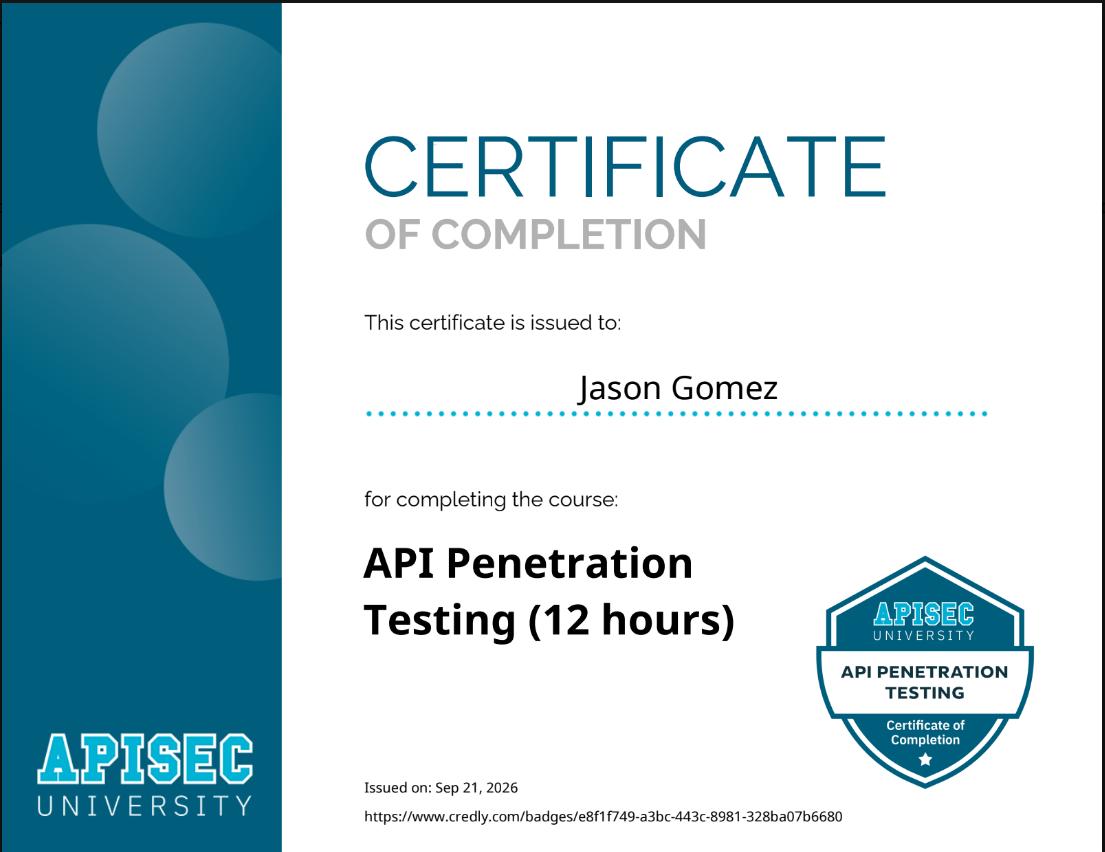 CERTIFICATE
OF COMPLETION
This certificate is issued to:
Jason Gomez
for completing the course:
API Penetration
Testing (12 hours)
APISEC
UNIVERSITY
API PENETRATION
TESTING
Certificate of
Completion
APISEC
UNIVERSITY
Issued on: Sep 21, 2026
https://www.credly.com/badges/e8f1f749-a3bc-443c-8981-328ba07b6680